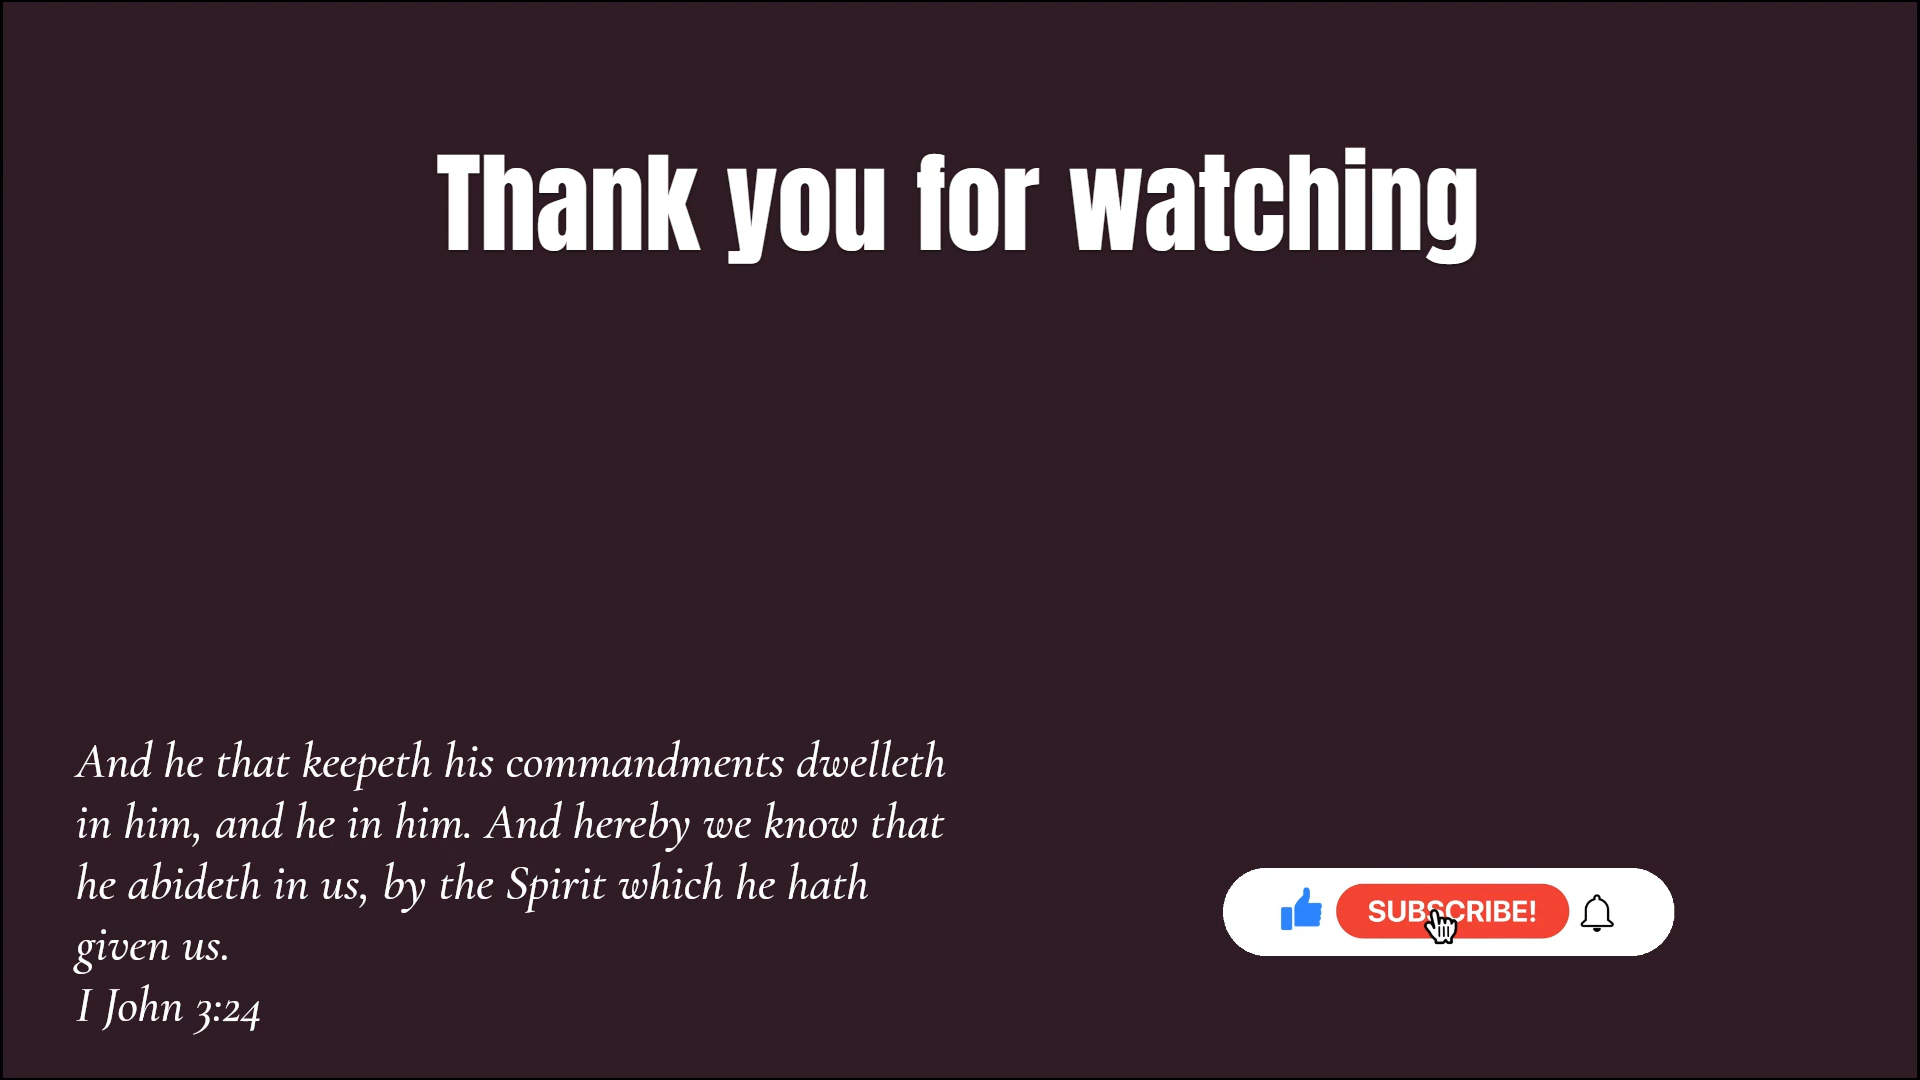 Thank you for watching
And he that keepeth his commandments dwelleth
in him, and he in him. And hereby we know that
he abideth in us, by the Spirit which he hath
given us.
I John 3:24
SUBSCRIBE!